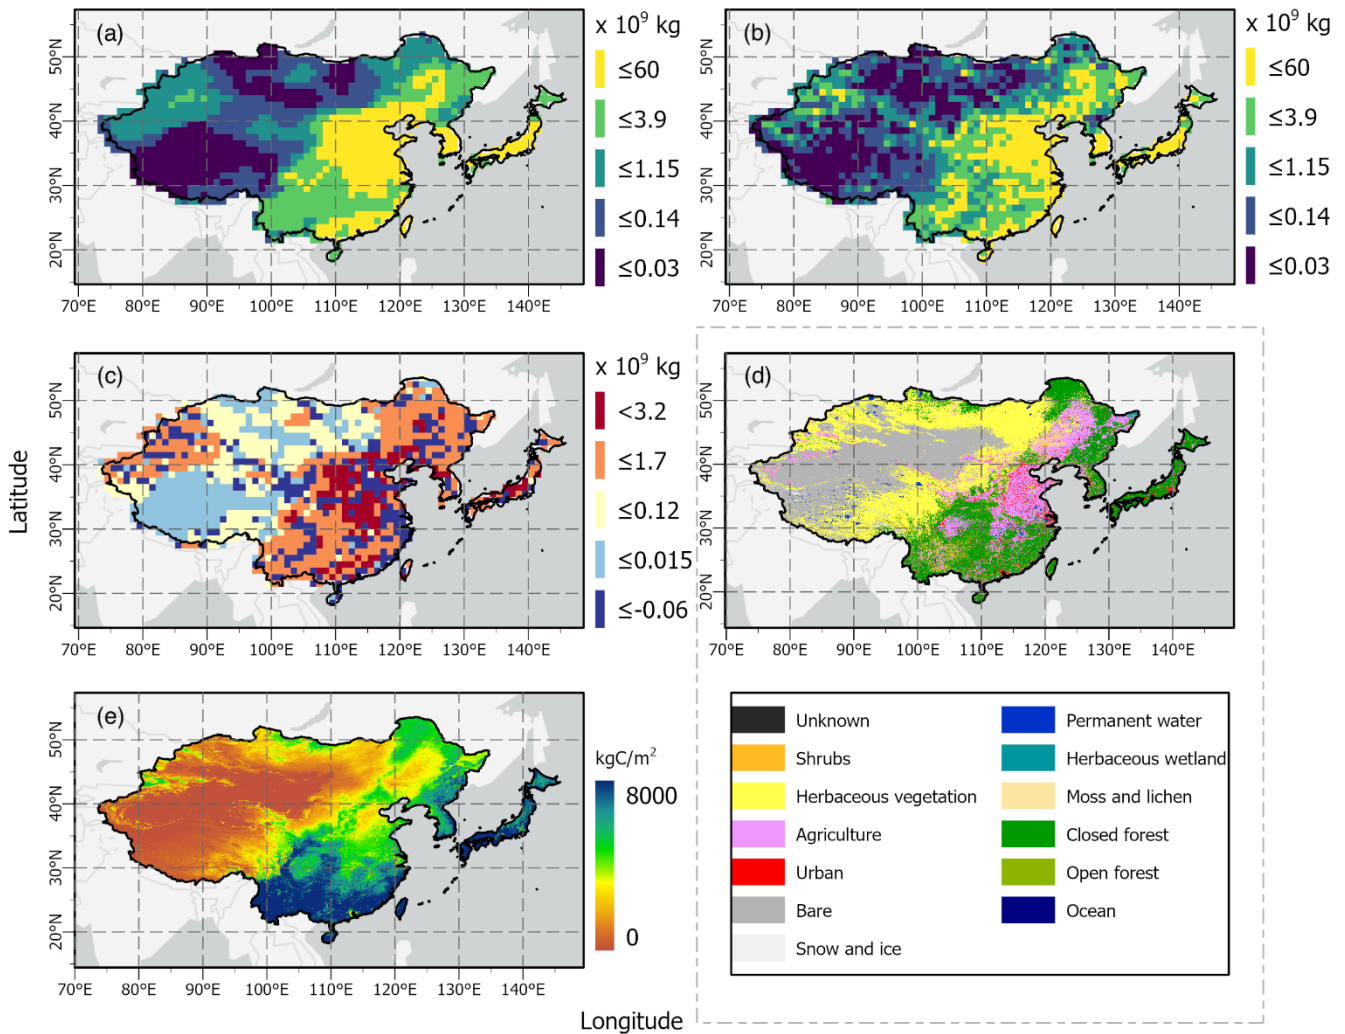 (a)
x 10⁹ kg
≤60
≤3.9
≤1.15
≤0.14
≤0.03
50°N
40°N
30°N
20°N
70°E 80°E 90°E 100°E 110°E 120°E 130°E 140°E
(b)
x 10⁹ kg
≤60
≤3.9
≤1.15
≤0.14
≤0.03
50°N
40°N
30°N
20°N
70°E 80°E 90°E 100°E 110°E 120°E 130°E 140°E
(c)
x 10⁹ kg
<3.2
≤1.7
≤0.12
≤0.015
≤-0.06
50°N
40°N
30°N
20°N
70°E 80°E 90°E 100°E 110°E 120°E 130°E 140°E
Latitude
(d)
50°N
40°N
30°N
20°N
70°E 80°E 90°E 100°E 110°E 120°E 130°E 140°E
(e)
kgC/m²
8000
0
50°N
40°N
30°N
20°N
70°E 80°E 90°E 100°E 110°E 120°E 130°E 140°E
Unknown
Shrubs
Herbaceous vegetation
Agriculture
Urban
Bare
Snow and ice
Permanent water
Herbaceous wetland
Moss and lichen
Closed forest
Open forest
Ocean
Longitude